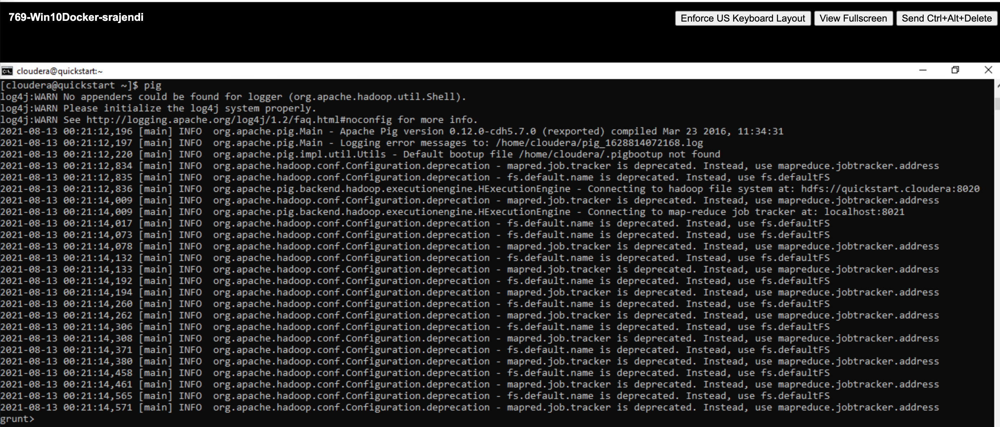 769-Win10Docker-srajendi
Enforce US Keyboard Layout View Fullscreen Send Ctrl+Alt+Delete
cloudera@quickstart:~
[cloudera@quickstart ~]$ pig
log4j:WARN No appenders could be found for logger (org.apache.hadoop.util.Shell).
log4j:WARN Please initialize the log4j system properly.
log4j:WARN See http://logging.apache.org/log4j/1.2/faq.html#noconfig for more info.
2021-08-13 00:21:12,196 [main] INFO  org.apache.pig.Main - Apache Pig version 0.12.0-cdh5.7.0 (rexported) compiled Mar 23 2016, 11:34:31
2021-08-13 00:21:12,197 [main] INFO  org.apache.pig.Main - Logging error messages to: /home/cloudera/pig_1628814072168.log
2021-08-13 00:21:12,220 [main] INFO  org.apache.pig.impl.util.Utils - Default bootup file /home/cloudera/.pigbootup not found
2021-08-13 00:21:12,834 [main] INFO  org.apache.hadoop.conf.Configuration.deprecation - mapred.job.tracker is deprecated. Instead, use mapreduce.jobtracker.address
2021-08-13 00:21:12,835 [main] INFO  org.apache.hadoop.conf.Configuration.deprecation - fs.default.name is deprecated. Instead, use fs.defaultFS
2021-08-13 00:21:12,836 [main] INFO  org.apache.pig.backend.hadoop.executionengine.HExecutionEngine - Connecting to hadoop file system at: hdfs://quickstart.cloudera:8020
2021-08-13 00:21:14,009 [main] INFO  org.apache.hadoop.conf.Configuration.deprecation - mapred.job.tracker is deprecated. Instead, use mapreduce.jobtracker.address
2021-08-13 00:21:14,009 [main] INFO  org.apache.pig.backend.hadoop.executionengine.HExecutionEngine - Connecting to map-reduce job tracker at: localhost:8021
2021-08-13 00:21:14,017 [main] INFO  org.apache.hadoop.conf.Configuration.deprecation - fs.default.name is deprecated. Instead, use fs.defaultFS
2021-08-13 00:21:14,073 [main] INFO  org.apache.hadoop.conf.Configuration.deprecation - fs.default.name is deprecated. Instead, use fs.defaultFS
2021-08-13 00:21:14,078 [main] INFO  org.apache.hadoop.conf.Configuration.deprecation - mapred.job.tracker is deprecated. Instead, use mapreduce.jobtracker.address
2021-08-13 00:21:14,132 [main] INFO  org.apache.hadoop.conf.Configuration.deprecation - fs.default.name is deprecated. Instead, use fs.defaultFS
2021-08-13 00:21:14,133 [main] INFO  org.apache.hadoop.conf.Configuration.deprecation - mapred.job.tracker is deprecated. Instead, use mapreduce.jobtracker.address
2021-08-13 00:21:14,192 [main] INFO  org.apache.hadoop.conf.Configuration.deprecation - fs.default.name is deprecated. Instead, use fs.defaultFS
2021-08-13 00:21:14,194 [main] INFO  org.apache.hadoop.conf.Configuration.deprecation - mapred.job.tracker is deprecated. Instead, use mapreduce.jobtracker.address
2021-08-13 00:21:14,260 [main] INFO  org.apache.hadoop.conf.Configuration.deprecation - fs.default.name is deprecated. Instead, use fs.defaultFS
2021-08-13 00:21:14,262 [main] INFO  org.apache.hadoop.conf.Configuration.deprecation - mapred.job.tracker is deprecated. Instead, use mapreduce.jobtracker.address
2021-08-13 00:21:14,306 [main] INFO  org.apache.hadoop.conf.Configuration.deprecation - fs.default.name is deprecated. Instead, use fs.defaultFS
2021-08-13 00:21:14,308 [main] INFO  org.apache.hadoop.conf.Configuration.deprecation - mapred.job.tracker is deprecated. Instead, use mapreduce.jobtracker.address
2021-08-13 00:21:14,371 [main] INFO  org.apache.hadoop.conf.Configuration.deprecation - fs.default.name is deprecated. Instead, use fs.defaultFS
2021-08-13 00:21:14,380 [main] INFO  org.apache.hadoop.conf.Configuration.deprecation - mapred.job.tracker is deprecated. Instead, use mapreduce.jobtracker.address
2021-08-13 00:21:14,458 [main] INFO  org.apache.hadoop.conf.Configuration.deprecation - fs.default.name is deprecated. Instead, use fs.defaultFS
2021-08-13 00:21:14,461 [main] INFO  org.apache.hadoop.conf.Configuration.deprecation - mapred.job.tracker is deprecated. Instead, use mapreduce.jobtracker.address
2021-08-13 00:21:14,565 [main] INFO  org.apache.hadoop.conf.Configuration.deprecation - fs.default.name is deprecated. Instead, use fs.defaultFS
2021-08-13 00:21:14,571 [main] INFO  org.apache.hadoop.conf.Configuration.deprecation - mapred.job.tracker is deprecated. Instead, use mapreduce.jobtracker.address
grunt>